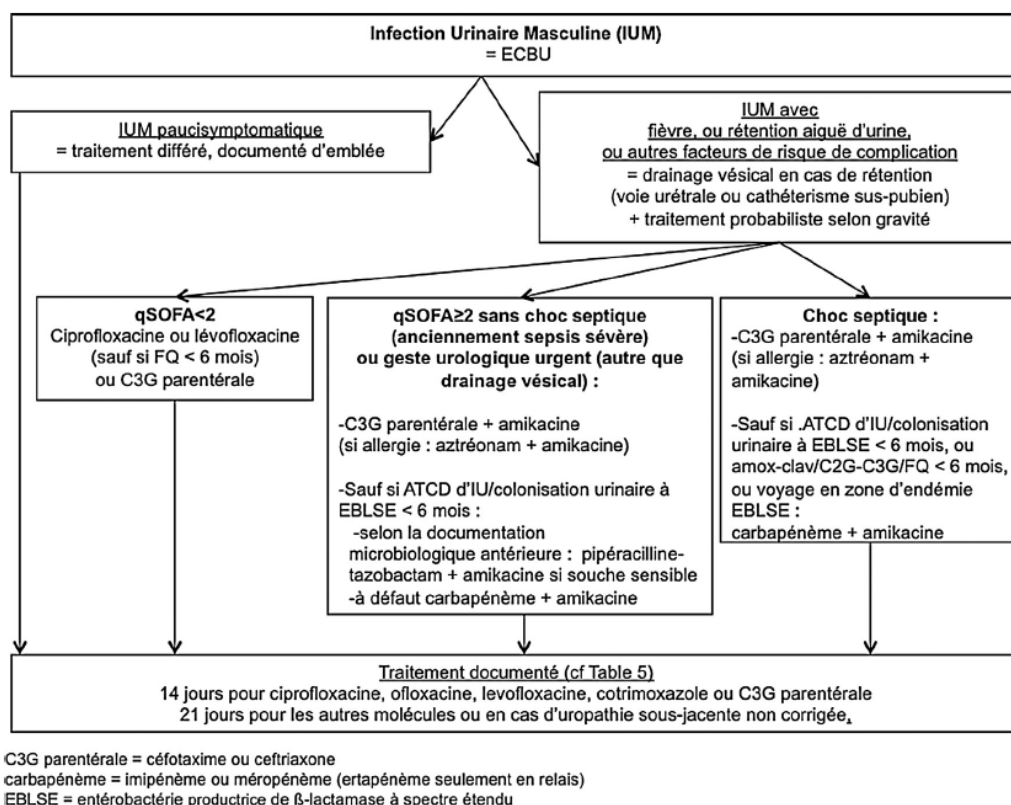 Infection Urinaire Masculine (IUM)
= ECBU
IUM paucisymptomatique
= traitement différé, documenté d'emblée
IUM avec
fièvre, ou rétention aiguë d'urine,
ou autres facteurs de risque de complication
= drainage vésical en cas de rétention
(voie urétrale ou cathéterisme sus-pubien)
+ traitement probabiliste selon gravité
qSOFA<2
Ciprofloxacine ou lévofloxacine
(sauf si FQ < 6 mois)
ou C3G parentérale
qSOFA≥2 sans choc septique
(anciennement sepsis sévère)
ou geste urologique urgent (autre que
drainage vésical) :
-C3G parentérale + amikacine
(si allergie : aztréonam + amikacine)
-Sauf si ATCD d'IU/colonisation urinaire à
EBLSE < 6 mois :
-selon la documentation
microbiologique antérieure : pipéracilline-
tazobactam + amikacine si souche sensible
-à défaut carbapénème + amikacine
Choc septique :
-C3G parentérale + amikacine
(si allergie : aztréonam +
amikacine)
-Sauf si .ATCD d'IU/colonisation
urinaire à EBLSE < 6 mois, ou
amox-clav/C2G-C3G/FQ < 6 mois,
ou voyage en zone d'endémie
EBLSE :
carbapénème + amikacine
Traitement documenté (cf Table 5)
14 jours pour ciprofloxacine, ofloxacine, levofloxacine, cotrimoxazole ou C3G parentérale
21 jours pour les autres molécules ou en cas d'uropathie sous-jacente non corrigée.
C3G parentérale = céfotaxime ou ceftriaxone
carbapénème = imipénème ou méropénème (ertapénème seulement en relais)
EBLSE = entérobactérie productrice de ß-lactamase à spectre étendu